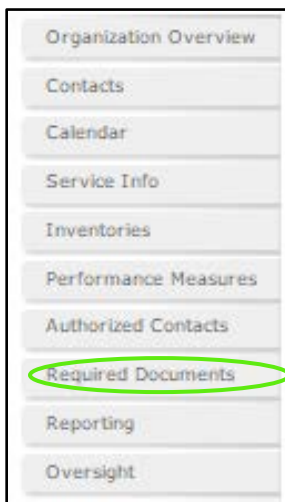 Organization Overview
Contacts
Calendar
Service Info
Inventories
Performance Measures
Authorized Contacts
Required Documents
Reporting
Oversight